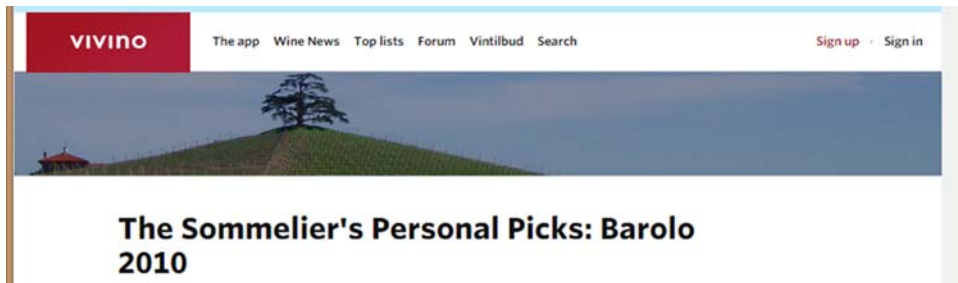 vivino The app Wine News Top lists Forum Vintilbud Search Sign up · Sign in
The Sommelier's Personal Picks: Barolo
2010